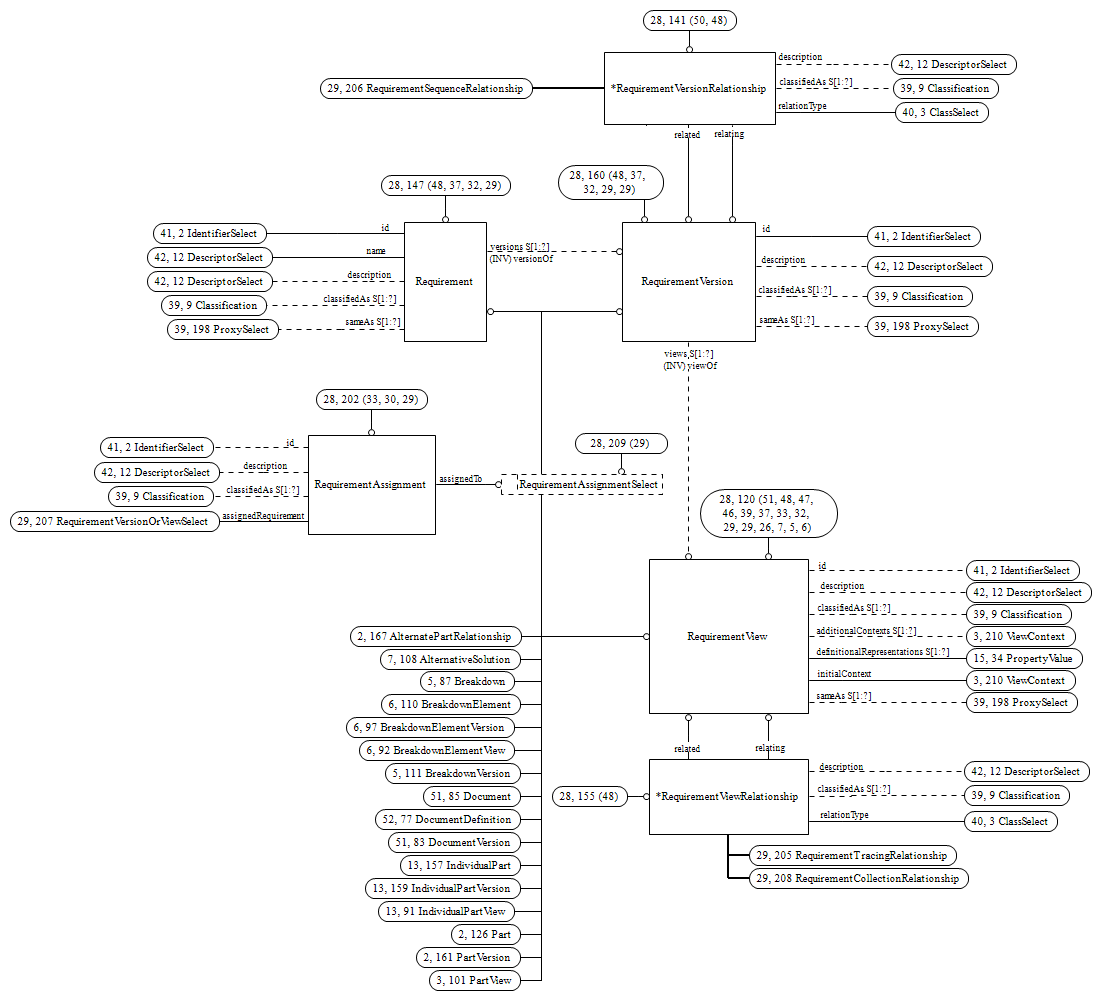 28, 141 (50, 48)
description
42, 12 DescriptorSelect
29, 206 RequirementSequenceRelationship
*RequirementVersionRelationship
classifiedAs S[1:?]
39, 9 Classification
relationType
40, 3 ClassSelect
related
relating
28, 147 (48, 37, 32, 29)
28, 160 (48, 37,
32, 29, 29)
41, 2 IdentifierSelect
id
42, 12 DescriptorSelect
name
42, 12 DescriptorSelect
description
39, 9 Classification
classifiedAs S[1:?]
39, 198 ProxySelect
sameAs S[1:?]
Requirement
versions S[1:?]
(INV) versionOf
RequirementVersion
id
41, 2 IdentifierSelect
description
42, 12 DescriptorSelect
classifiedAs S[1:?]
39, 9 Classification
sameAs S[1:?]
39, 198 ProxySelect
views S[1:?]
(INV) viewOf
28, 202 (33, 30, 29)
41, 2 IdentifierSelect
id
42, 12 DescriptorSelect
description
39, 9 Classification
classifiedAs S[1:?]
29, 207 RequirementVersionOrViewSelect
assignedRequirement
RequirementAssignment
assignedTo
28, 209 (29)
RequirementAssignmentSelect
28, 120 (51, 48, 47,
46, 39, 37, 33, 32,
29, 29, 26, 7, 5, 6)
RequirementView
id
41, 2 IdentifierSelect
description
42, 12 DescriptorSelect
classifiedAs S[1:?]
39, 9 Classification
additionalContexts S[1:?]
3, 210 ViewContext
definitionalRepresentations S[1:?]
15, 34 PropertyValue
initialContext
3, 210 ViewContext
sameAs S[1:?]
39, 198 ProxySelect
2, 167 AlternatePartRelationship
7, 108 AlternativeSolution
5, 87 Breakdown
6, 110 BreakdownElement
6, 97 BreakdownElementVersion
6, 92 BreakdownElementView
5, 111 BreakdownVersion
51, 85 Document
52, 77 DocumentDefinition
51, 83 DocumentVersion
13, 157 IndividualPart
13, 159 IndividualPartVersion
13, 91 IndividualPartView
2, 126 Part
2, 161 PartVersion
3, 101 PartView
related
relating
28, 155 (48)
*RequirementViewRelationship
description
42, 12 DescriptorSelect
classifiedAs S[1:?]
39, 9 Classification
relationType
40, 3 ClassSelect
29, 205 RequirementTracingRelationship
29, 208 RequirementCollectionRelationship